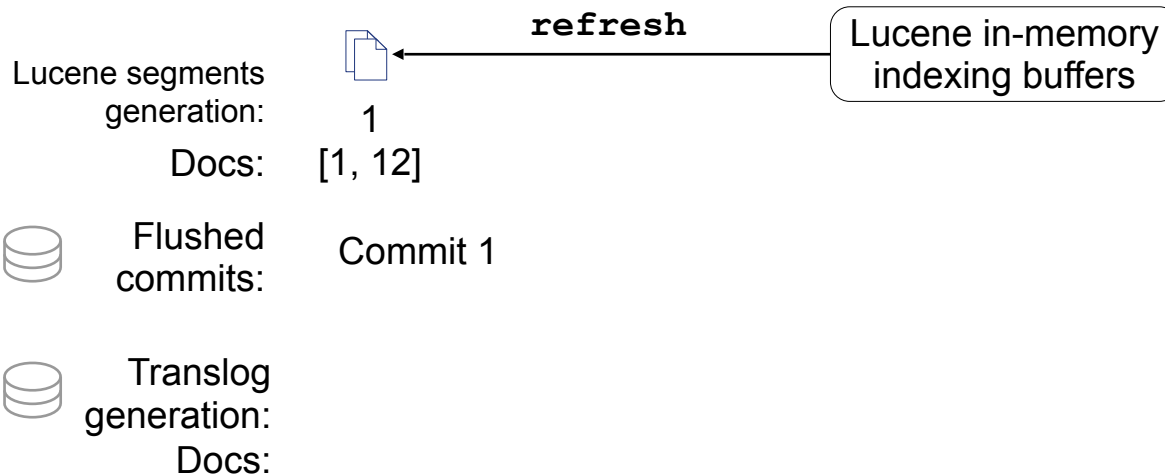 refresh
Lucene in-memory
indexing buffers
Lucene segments
generation:
1
Docs:
[1, 12]
Flushed
commits:
Commit 1
Translog
generation:
Docs: